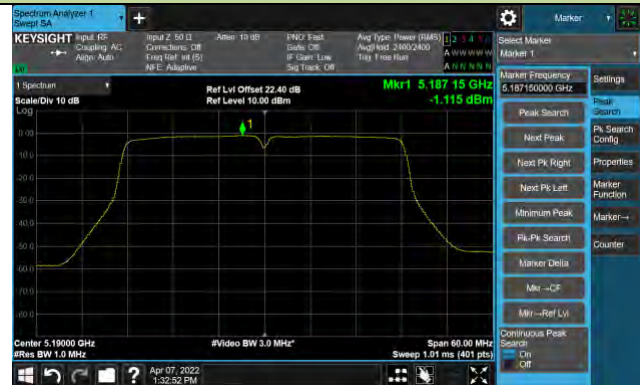 Spectrum Analyzer 1
Swept SA
+
Marker
KEYSIGHT
Input: RF
Coupling: AC
Align: Auto
Input Z: 50 Ω
Corrections: Off
Freq Ref: Int (S)
NFE: Adaptive
Atten: 10 dB
PNO: Fast
Gate: Off
IF Gain: Low
Sig Track: Off
Avg Type: Power (RMS)
Avg|Hold: 2400/2400
Trig: Free Run
1 2 3 4 5 6
A W W W W W
A N N N N N
Select Marker
Marker 1
1 Spectrum
Scale/Div 10 dB
Log
Ref Lvl Offset 22.40 dB
Ref Level 10.00 dBm
Mkr1 5.187 15 GHz
-1.115 dBm
1
0.00
-10.0
-20.0
-30.0
-40.0
-50.0
-60.0
-70.0
-80.0
Center 5.19000 GHz
#Res BW 1.0 MHz
#Video BW 3.0 MHz*
Span 60.00 MHz
Sweep 1.01 ms (401 pts)
Marker Frequency
5.187150000 GHz
Peak Search
Next Peak
Next Pk Right
Next Pk Left
Minimum Peak
Pk-Pk Search
Marker Delta
Mkr→CF
Mkr→Ref Lvl
Continuous Peak
Search
On
Off
Settings
Peak
Search
Pk Search
Config
Properties
Marker
Function
Marker→
Counter
?
Apr 07, 2022
1:32:52 PM